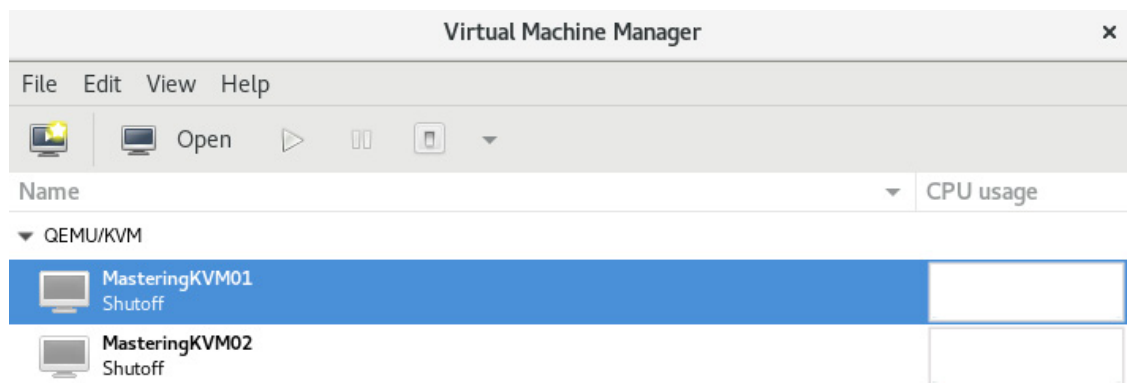 Virtual Machine Manager
File Edit View Help
Open
Name CPU usage
QEMU/KVM
MasteringKVM01
Shutoff
MasteringKVM02
Shutoff